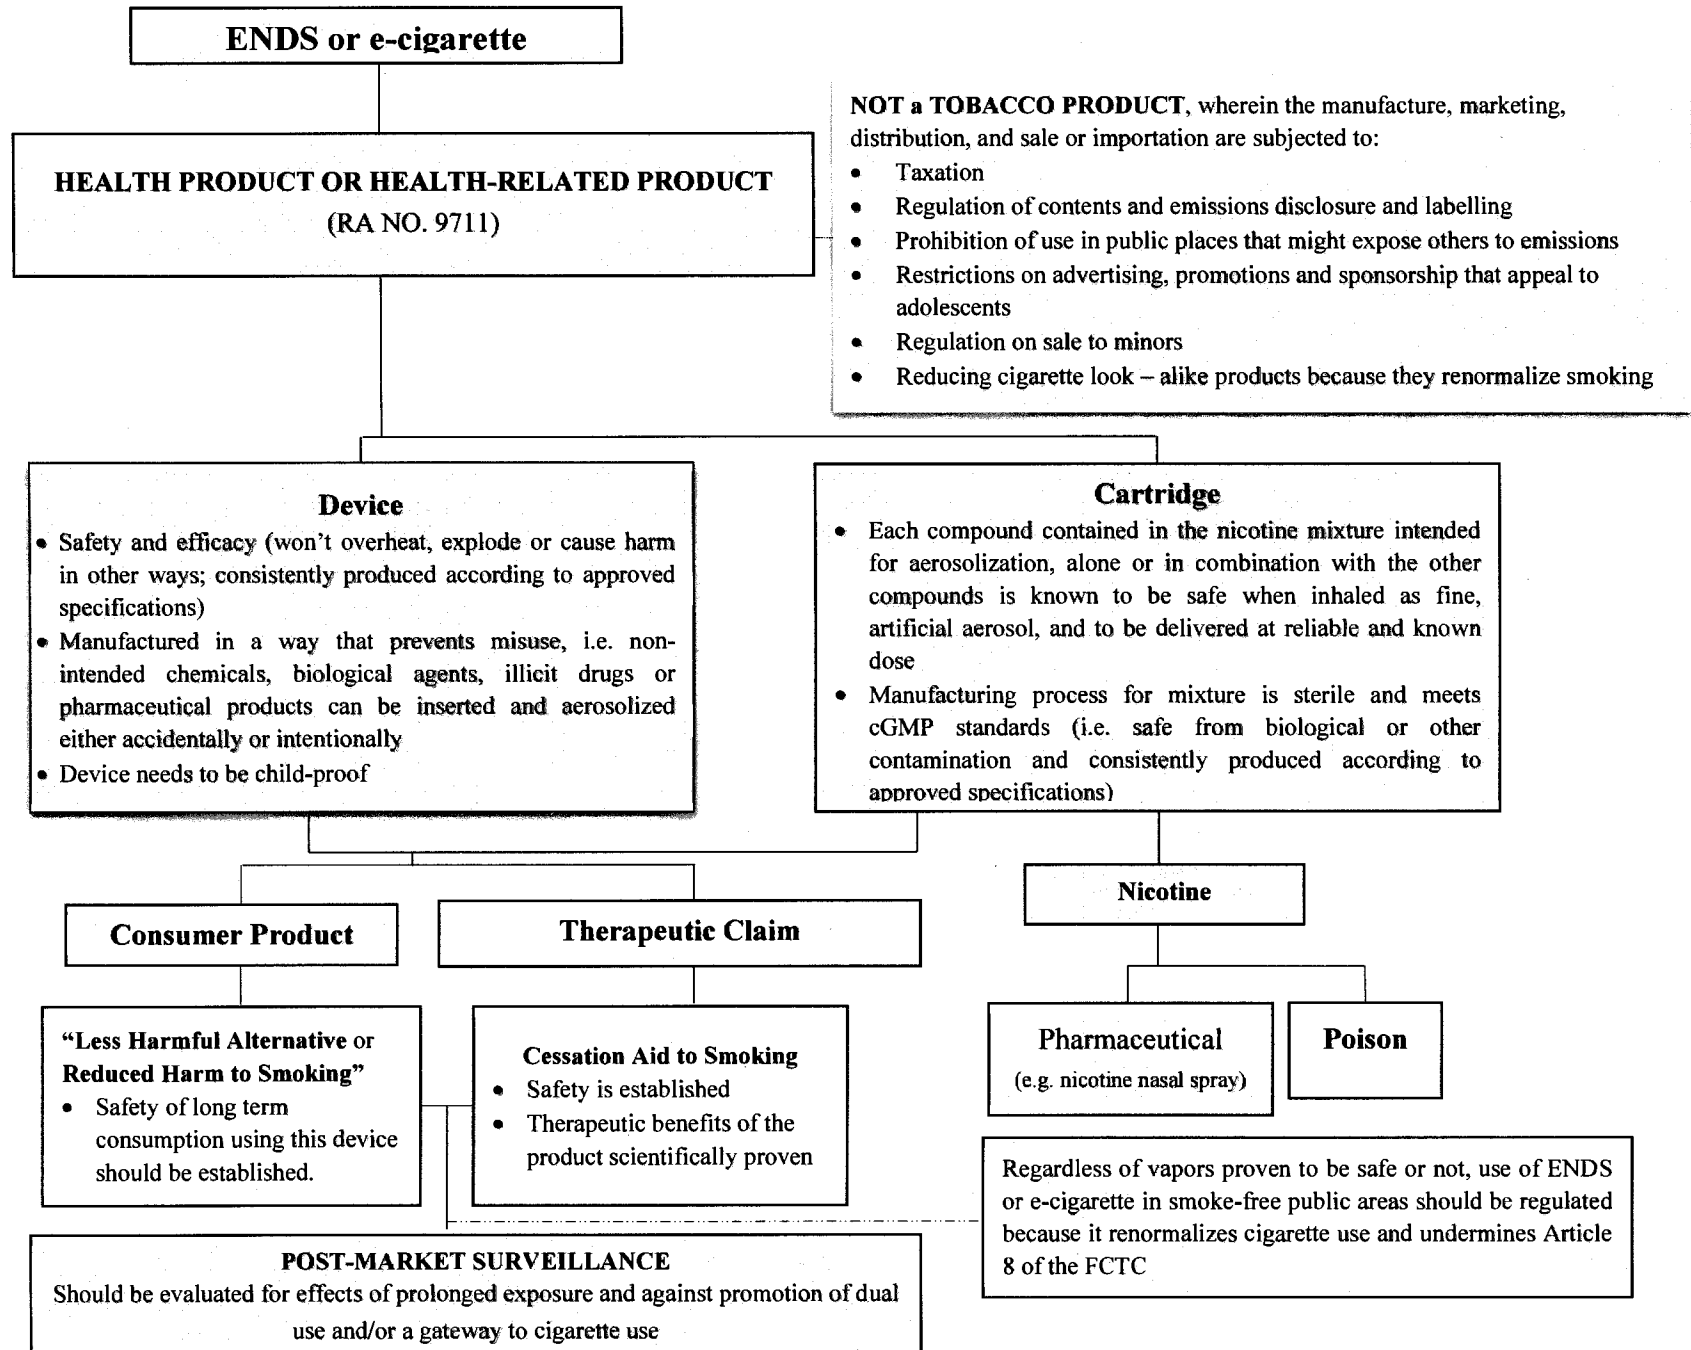 ENDS or e-cigarette
HEALTH PRODUCT OR HEALTH-RELATED PRODUCT
(RA NO. 9711)
NOT a TOBACCO PRODUCT, wherein the manufacture, marketing,
distribution, and sale or importation are subjected to:
• Taxation
• Regulation of contents and emissions disclosure and labelling
• Prohibition of use in public places that might expose others to emissions
• Restrictions on advertising, promotions and sponsorship that appeal to
adolescents
• Regulation on sale to minors
• Reducing cigarette look – alike products because they renormalize smoking
Device
• Safety and efficacy (won't overheat, explode or cause harm
in other ways; consistently produced according to approved
specifications)
• Manufactured in a way that prevents misuse, i.e. non-
intended chemicals, biological agents, illicit drugs or
pharmaceutical products can be inserted and aerosolized
either accidentally or intentionally
• Device needs to be child-proof
Cartridge
• Each compound contained in the nicotine mixture intended
for aerosolization, alone or in combination with the other
compounds is known to be safe when inhaled as fine,
artificial aerosol, and to be delivered at reliable and known
dose
• Manufacturing process for mixture is sterile and meets
cGMP standards (i.e. safe from biological or other
contamination and consistently produced according to
approved specifications)
Consumer Product
Therapeutic Claim
Nicotine
"Less Harmful Alternative or
Reduced Harm to Smoking"
• Safety of long term
consumption using this device
should be established.
Cessation Aid to Smoking
• Safety is established
• Therapeutic benefits of the
product scientifically proven
Pharmaceutical
(e.g. nicotine nasal spray)
Poison
Regardless of vapors proven to be safe or not, use of ENDS
or e-cigarette in smoke-free public areas should be regulated
because it renormalizes cigarette use and undermines Article
8 of the FCTC
POST-MARKET SURVEILLANCE
Should be evaluated for effects of prolonged exposure and against promotion of dual
use and/or a gateway to cigarette use